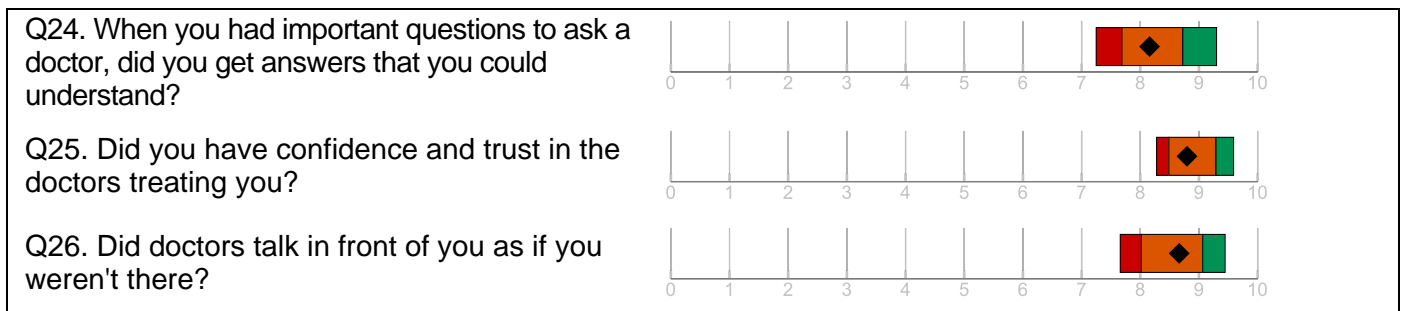 Q24. When you had important questions to ask a
doctor, did you get answers that you could
understand?
0 1 2 3 4 5 6 7 8 9 10
Q25. Did you have confidence and trust in the
doctors treating you?
0 1 2 3 4 5 6 7 8 9 10
Q26. Did doctors talk in front of you as if you
weren't there?
0 1 2 3 4 5 6 7 8 9 10